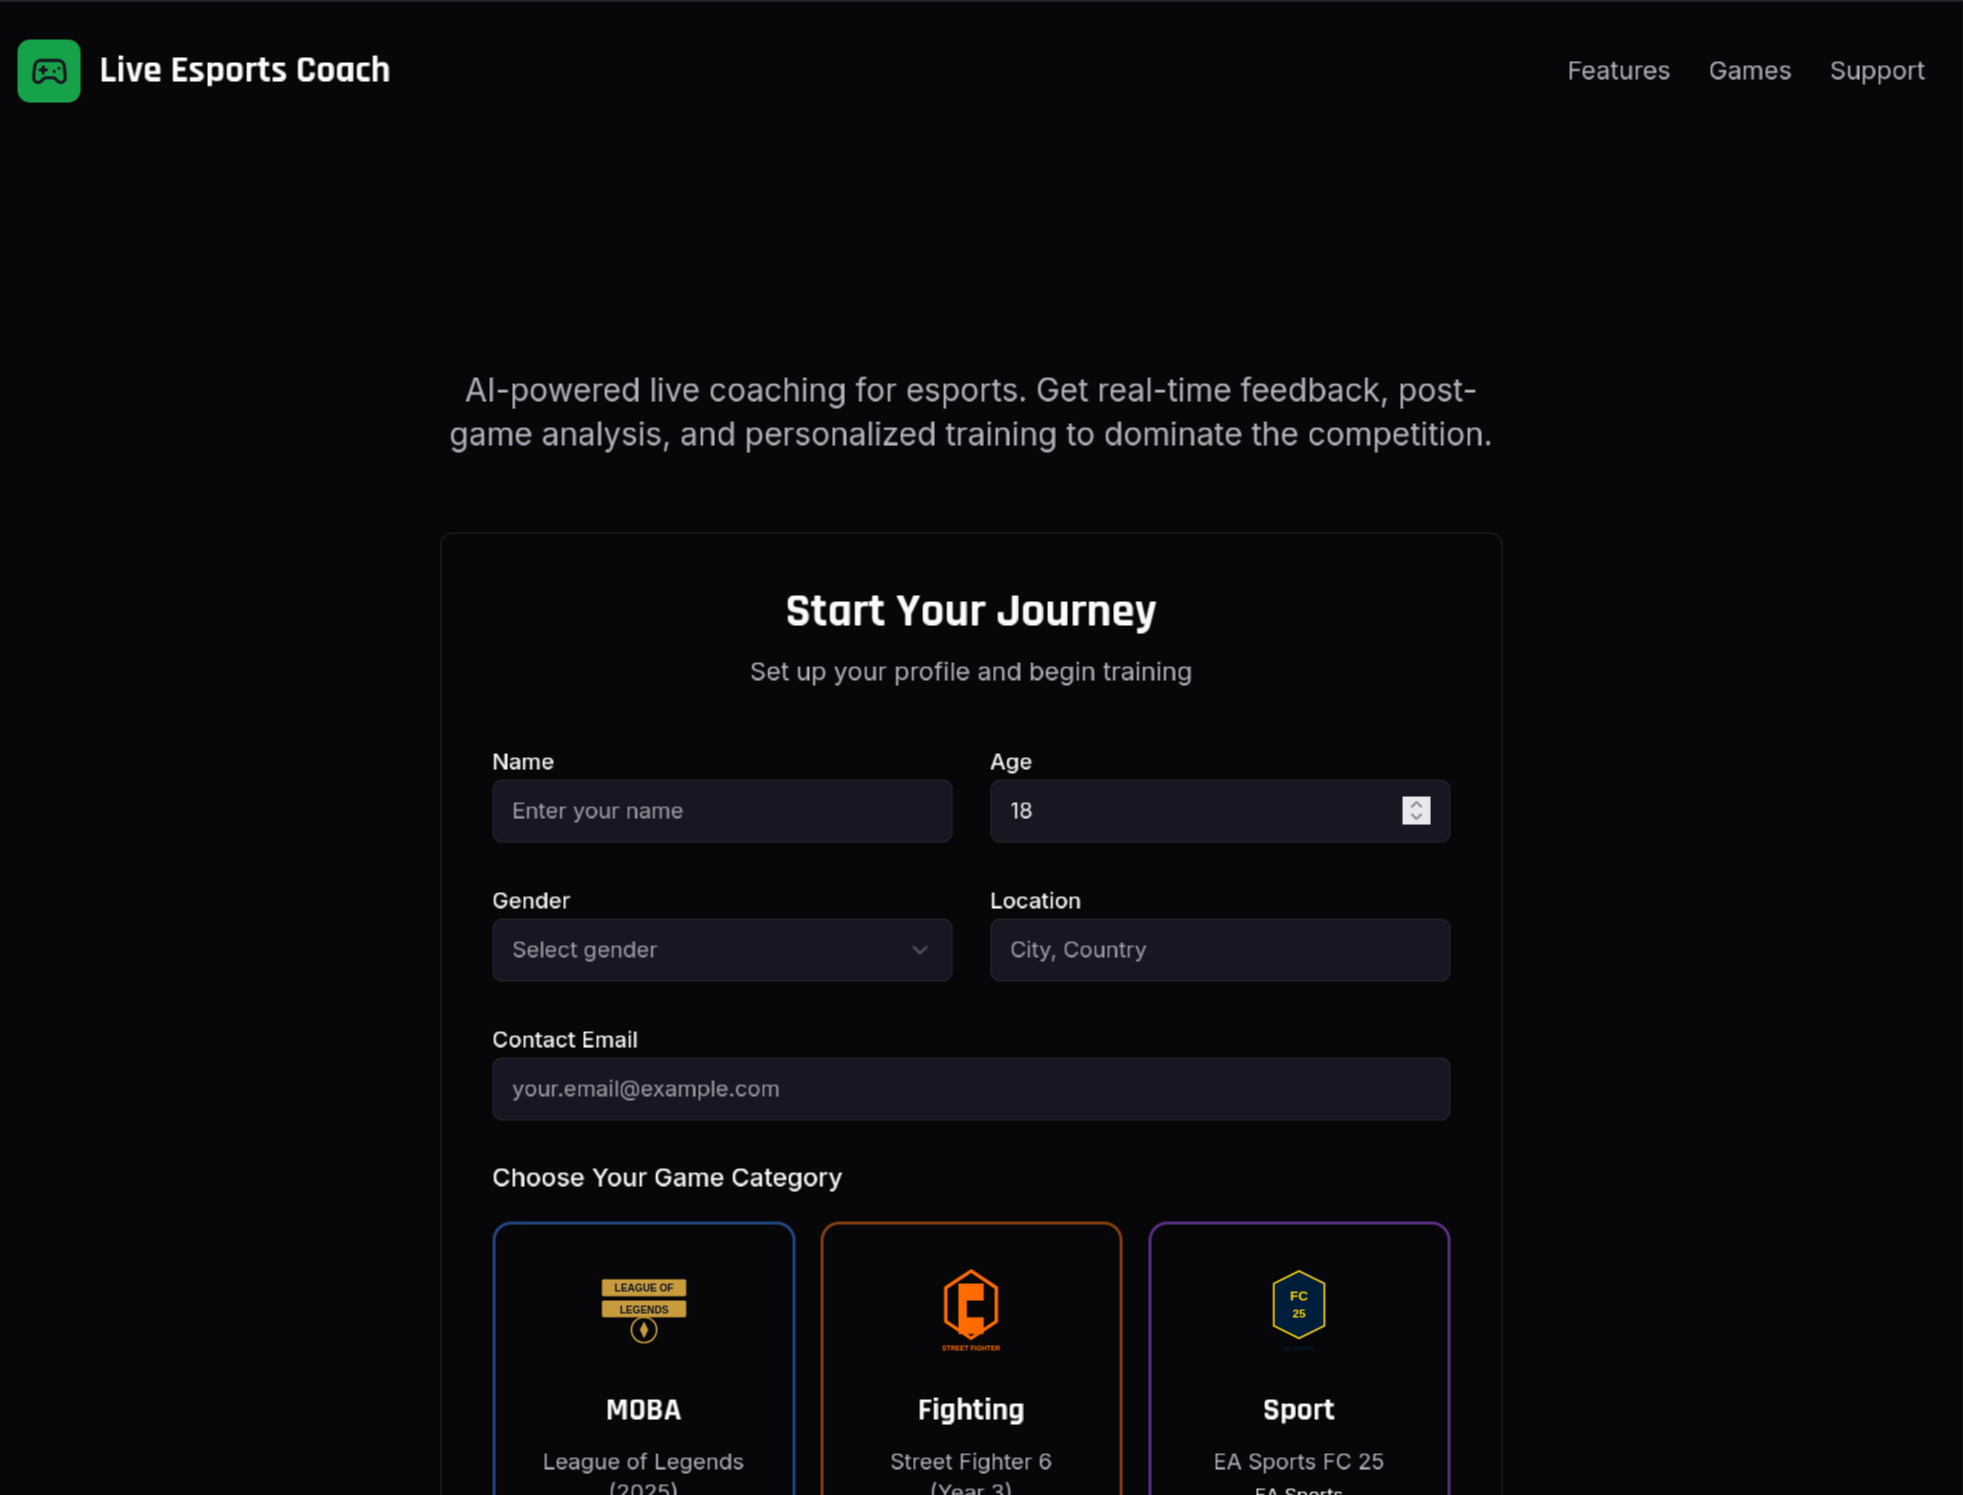 Live Esports Coach
Features
Games
Support
AI-powered live coaching for esports. Get real-time feedback, post-
game analysis, and personalized training to dominate the competition.
Start Your Journey
Set up your profile and begin training
Name
Age
Enter your name
18
Gender
Location
Select gender
City, Country
Contact Email
your.email@example.com
Choose Your Game Category
LEAGUE OF
LEGENDS
MOBA
League of Legends
(2025)
STREET FIGHTER
Fighting
Street Fighter 6
(Year 3)
FC
25
Sport
EA Sports FC 25
EA Sports